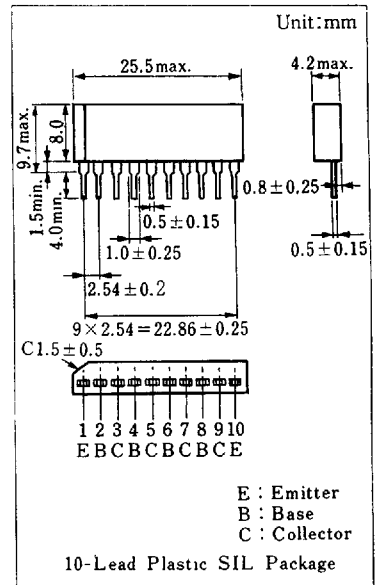 Unit:mm
25.5max.
4.2max.
9.7max.
8.0
1.5min.
4.0min.
0.8±0.25
0.5±0.15
1.0±0.25
0.5±0.15
2.54±0.2
9×2.54=22.86±0.25
C1.5±0.5
1 2 3 4 5 6 7 8 9 10
E B C B C B C B C E
E : Emitter
B : Base
C : Collector
10-Lead Plastic SIL Package